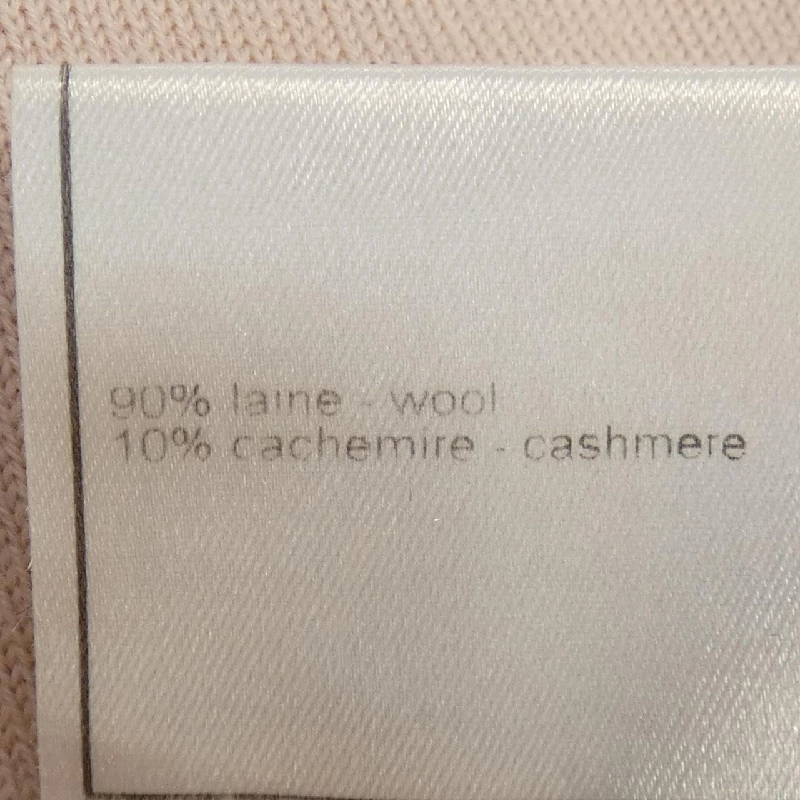 90% laine - wool
10% cachemire - cashmere